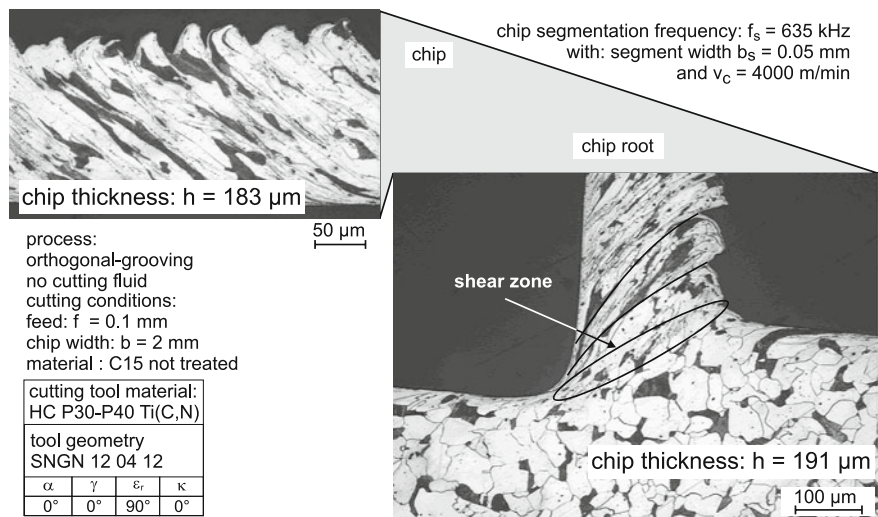 chip segmentation frequency: fs = 635 kHz
with: segment width bs = 0.05 mm
and vc = 4000 m/min
chip
chip root
chip thickness: h = 183 µm
50 µm
process:
orthogonal-grooving
no cutting fluid
cutting conditions:
feed: f = 0.1 mm
chip width: b = 2 mm
material : C15 not treated
cutting tool material:
HC P30-P40 Ti(C,N)
tool geometry
SNGN 12 04 12
α γ εr κ
0° 0° 90° 0°
shear zone
chip thickness: h = 191 µm
100 µm